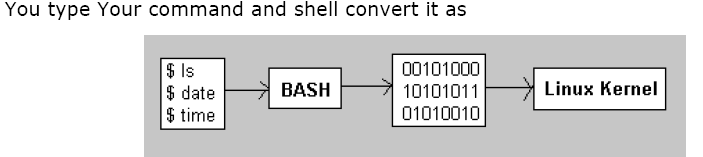 You type Your command and shell convert it as
$ ls
$ date
$ time
BASH
00101000
10101011
01010010
Linux Kernel